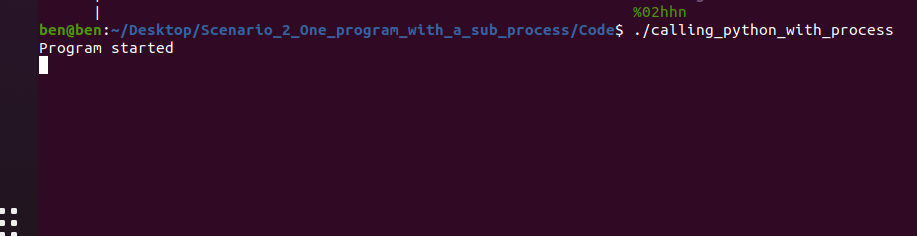 | %02hhn
ben@ben:~/Desktop/Scenario_2_One_program_with_a_sub_process/Code$ ./calling_python_with_process
Program started